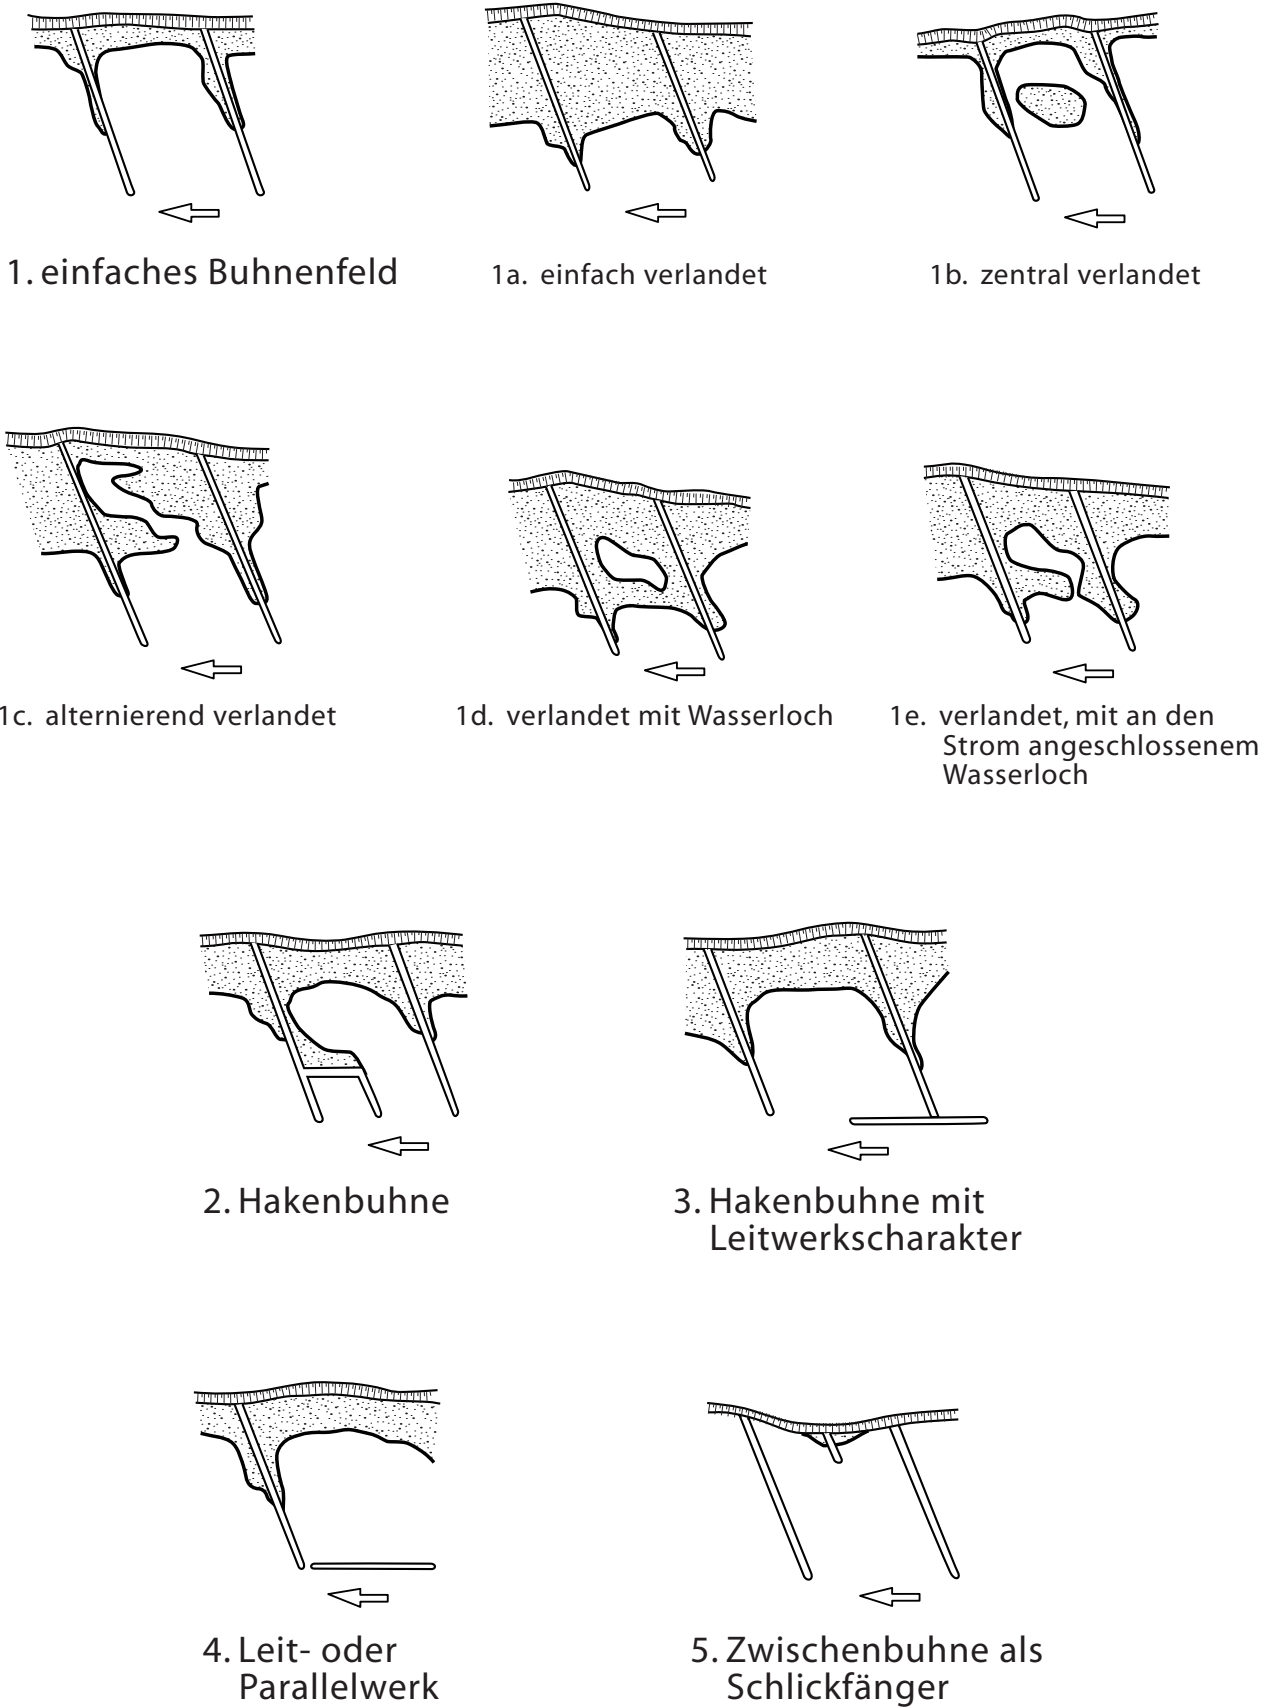 1. einfaches Buhnenfeld
1a. einfach verlandet
1b. zentral verlandet
1c. alternierend verlandet
1d. verlandet mit Wasserloch
1e. verlandet, mit an den
Strom angeschlossenem
Wasserloch
2. Hakenbuhne
3. Hakenbuhne mit
Leitwerkscharakter
4. Leit- oder
Parallelwerk
5. Zwischenbuhne als
Schlickfänger